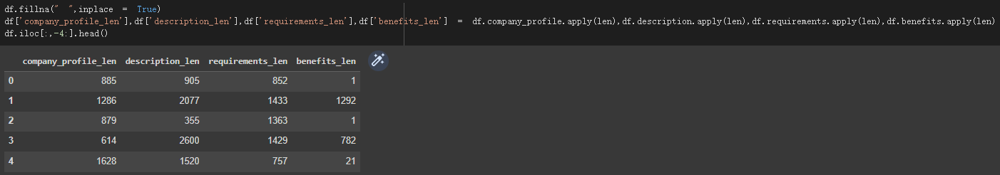 df.fillna(" ",inplace = True)
df['company_profile_len'],df['description_len'],df['requirements_len'],df['benefits_len'] = df.company_profile.apply(len),df.description.apply(len),df.requirements.apply(len),df.benefits.apply(len)
df.iloc[:,-4:].head()
company_profile_len description_len requirements_len benefits_len
0 885 905 852 1
1 1286 2077 1433 1292
2 879 355 1363 1
3 614 2600 1429 782
4 1628 1520 757 21